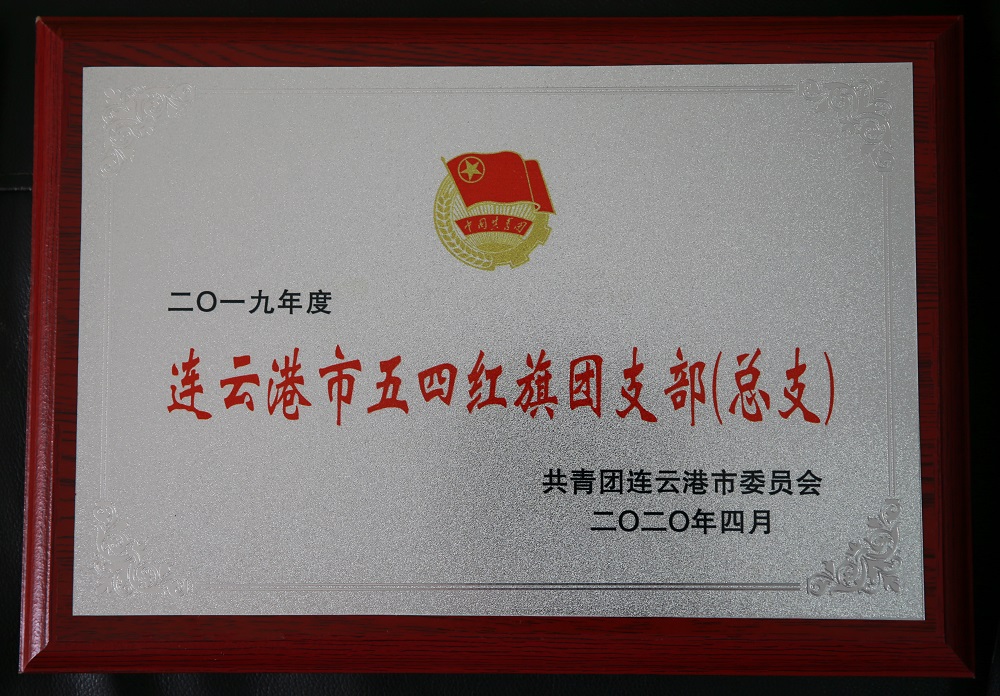 中国共青团
二〇一九年度
连云港市五四红旗团支部(总支)
共青团连云港市委员会
二〇二〇年四月